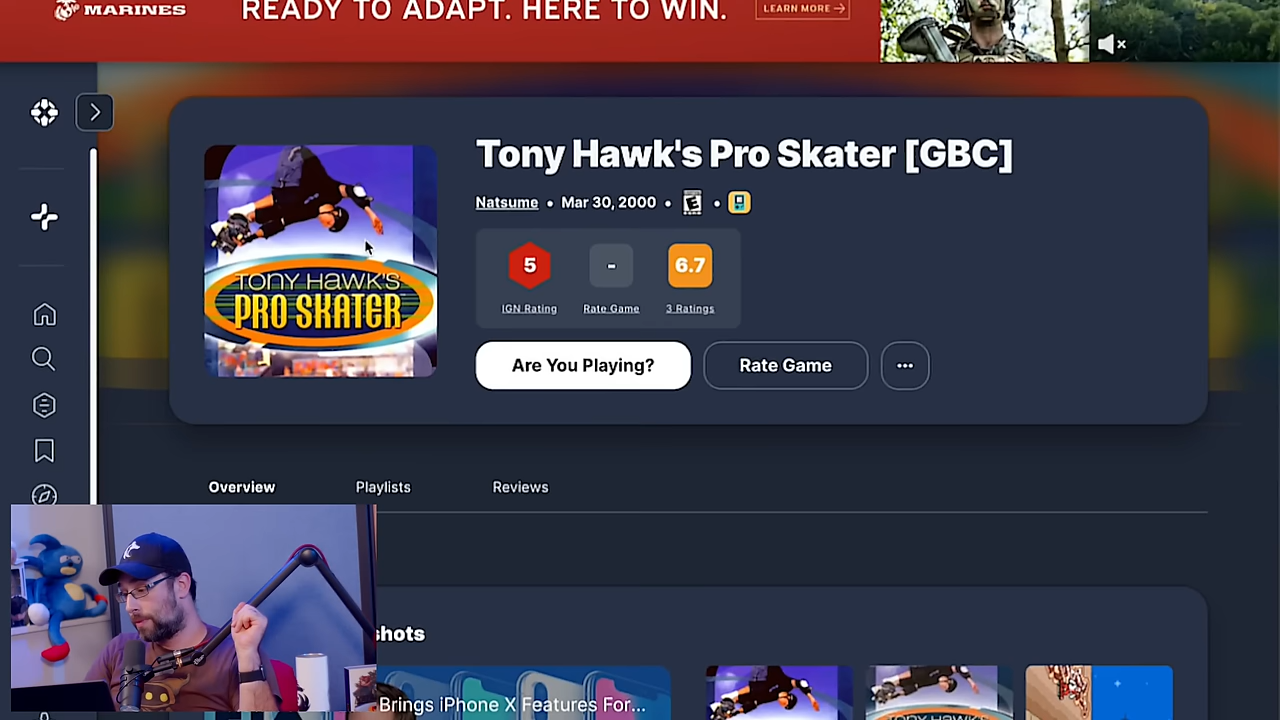 MARINES
READY TO ADAPT. HERE TO WIN.
LEARN MORE →
Tony Hawk's Pro Skater [GBC]
Natsume • Mar 30, 2000 • E •
5 - 6.7
IGN Rating Rate Game 3 Ratings
TONY HAWK'S
PRO SKATER
Are You Playing? Rate Game ...
Overview Playlists Reviews
shots
Brings iPhone X Features For...
TONY HAWK'S